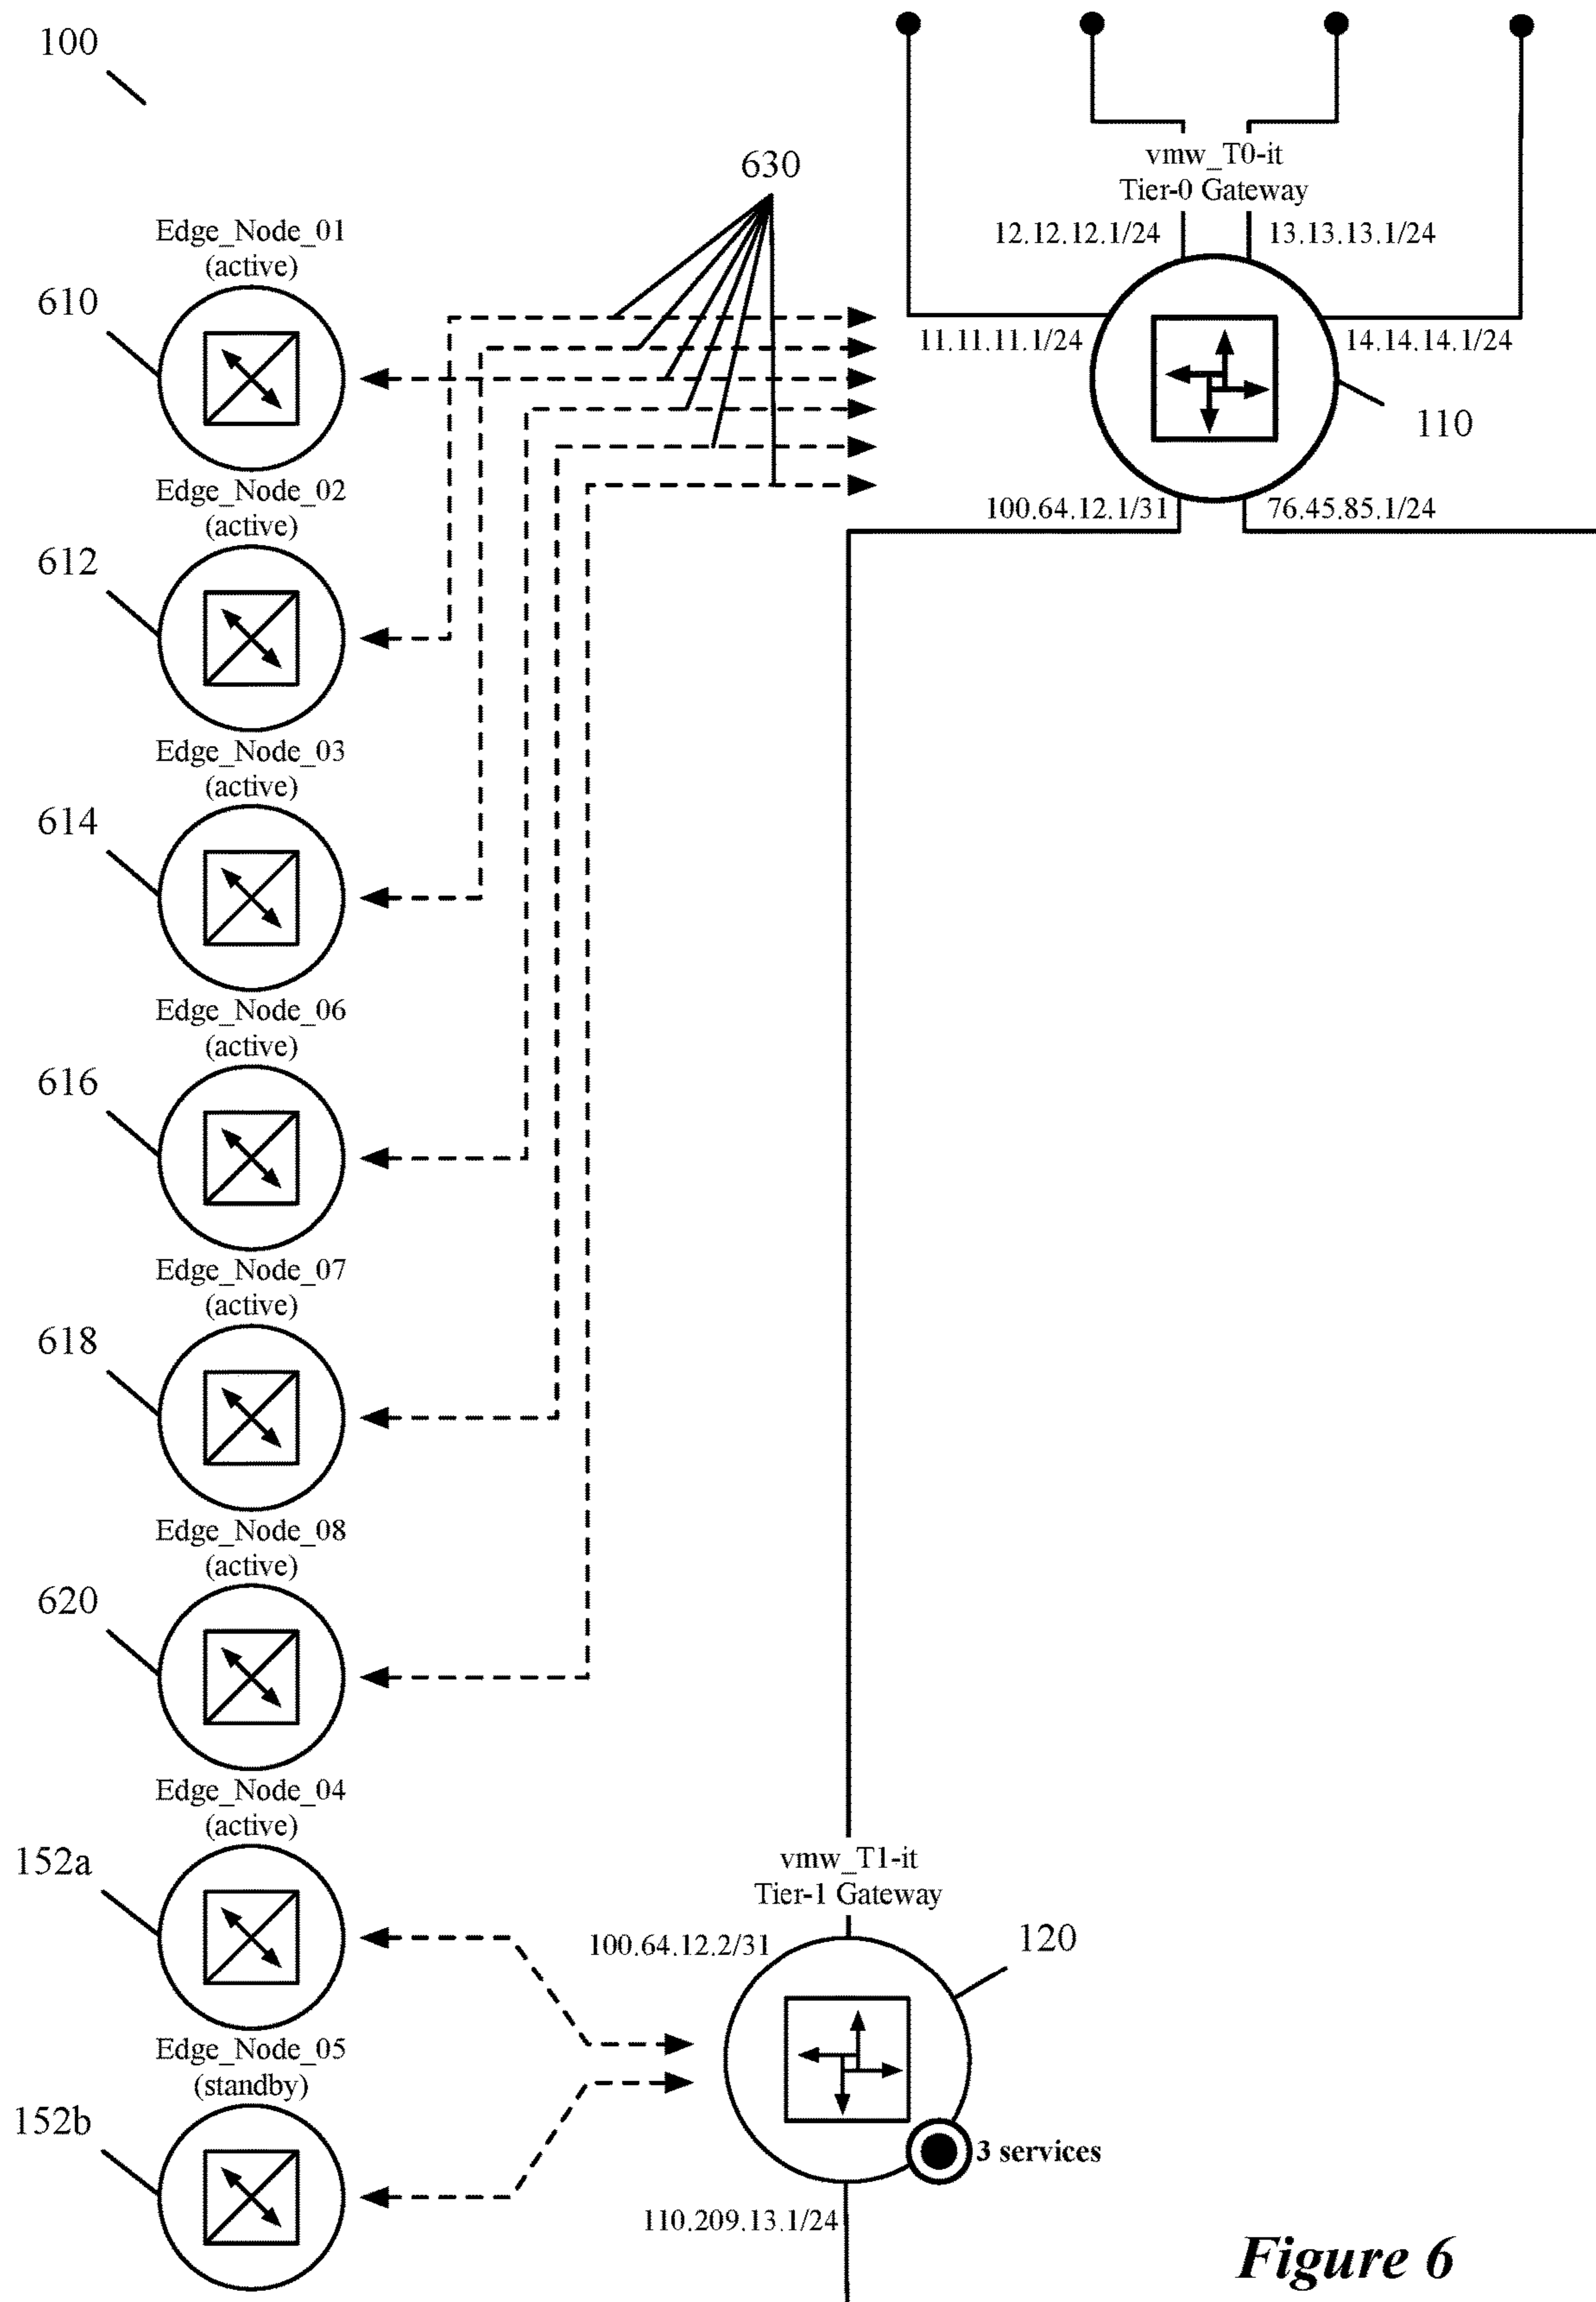 100
630
vmw_T0-it
Tier-0 Gateway
12.12.12.1/24
13.13.13.1/24
11.11.11.1/24
14.14.14.1/24
110
100.64.12.1/31
76.45.85.1/24
Edge_Node_01
(active)
610
Edge_Node_02
(active)
612
Edge_Node_03
(active)
614
Edge_Node_06
(active)
616
Edge_Node_07
(active)
618
Edge_Node_08
(active)
620
Edge_Node_04
(active)
152a
Edge_Node_05
(standby)
152b
vmw_T1-it
Tier-1 Gateway
100.64.12.2/31
120
3 services
110.209.13.1/24
Figure 6